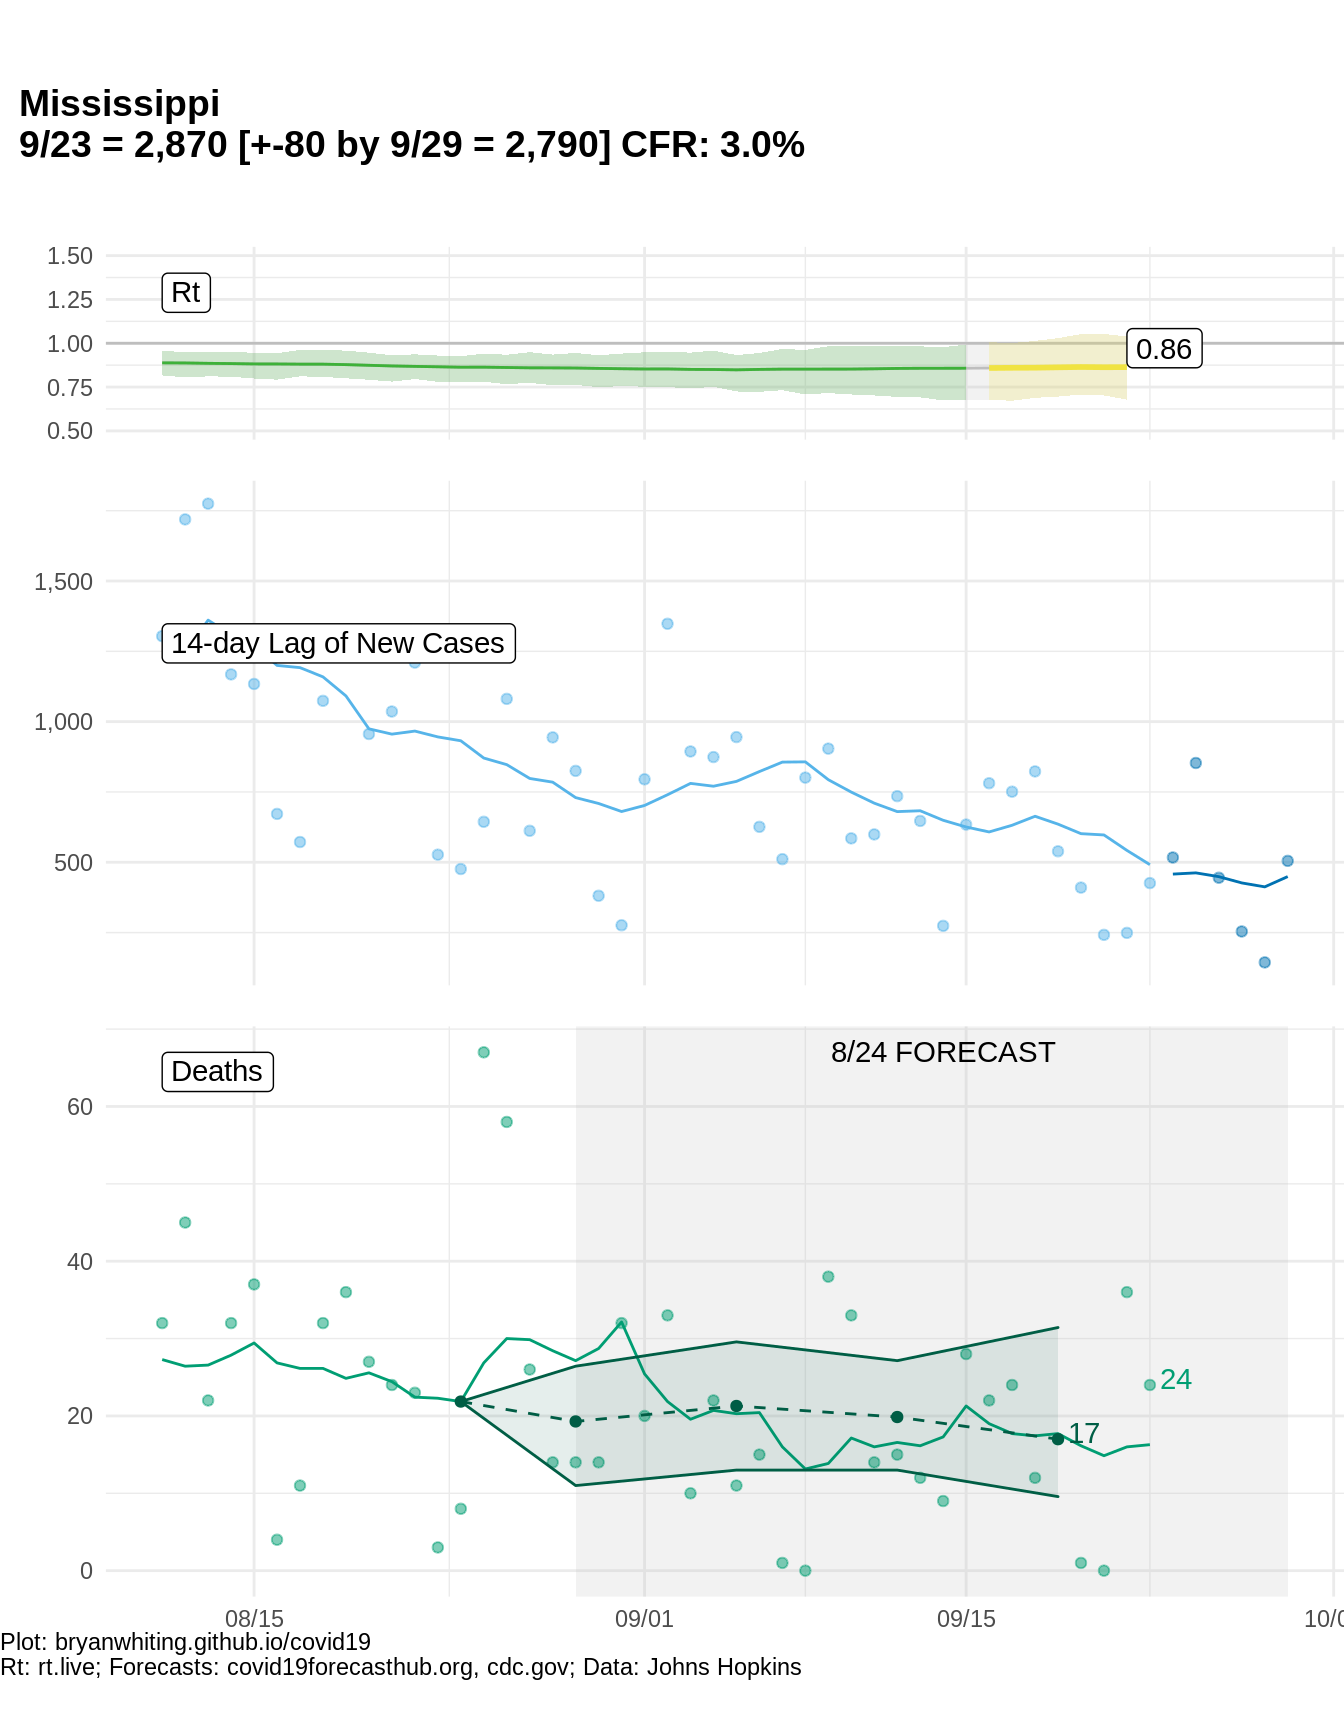 Mississippi
9/23 = 2,870 [+-80 by 9/29 = 2,790] CFR: 3.0%
1.50
Rt
1.25
1.00
0.86
0.75
0.50
1,500
14-day Lag of New Cases
1,000
500
8/24 FORECAST
Deaths
60
40
24
20
17
0
08/15
09/01
09/15
10/0
Plot: bryanwhiting.github.io/covid19
Rt: rt.live; Forecasts: covid19forecasthub.org, cdc.gov; Data: Johns Hopkins